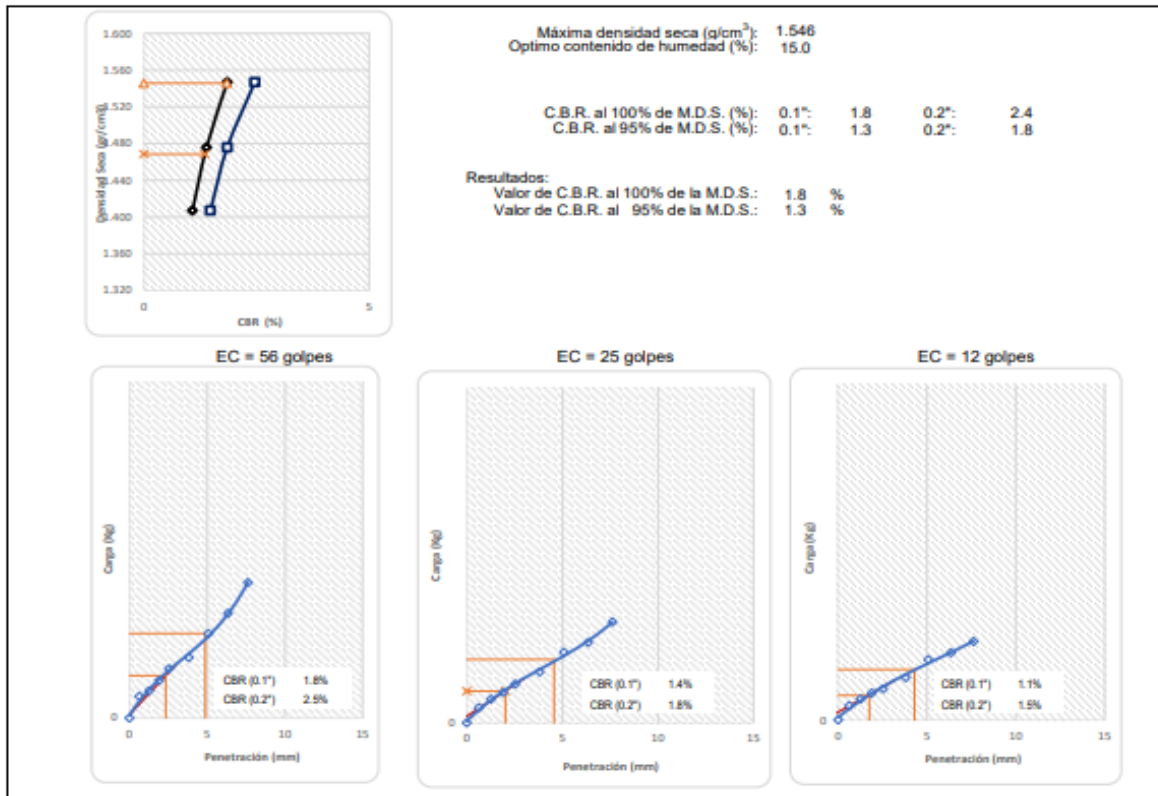 Máxima densidad seca (g/cm3): 1.546
Optimo contenido de humedad (%): 15.0
C.B.R. al 100% de M.D.S. (%): 0.1": 1.8 0.2": 2.4
C.B.R. al 95% de M.D.S. (%): 0.1": 1.3 0.2": 1.8
Resultados:
Valor de C.B.R. al 100% de la M.D.S.: 1.8 %
Valor de C.B.R. al 95% de la M.D.S.: 1.3 %
Densidad Seca (gr/cm3)
1.600
1.560
1.520
1.480
1.440
1.400
1.360
1.320
0 5
CBR (%)
EC = 56 golpes
Carga (Kg)
CBR (0.1") 1.8%
CBR (0.2") 2.5%
0
0 5 10 15
Penetración (mm)
EC = 25 golpes
Carga (Kg)
CBR (0.1") 1.4%
CBR (0.2") 1.8%
0
0 5 10 15
Penetración (mm)
EC = 12 golpes
Carga (Kg)
CBR (0.1") 1.1%
CBR (0.2") 1.5%
0
0 5 10 15
Penetración (mm)